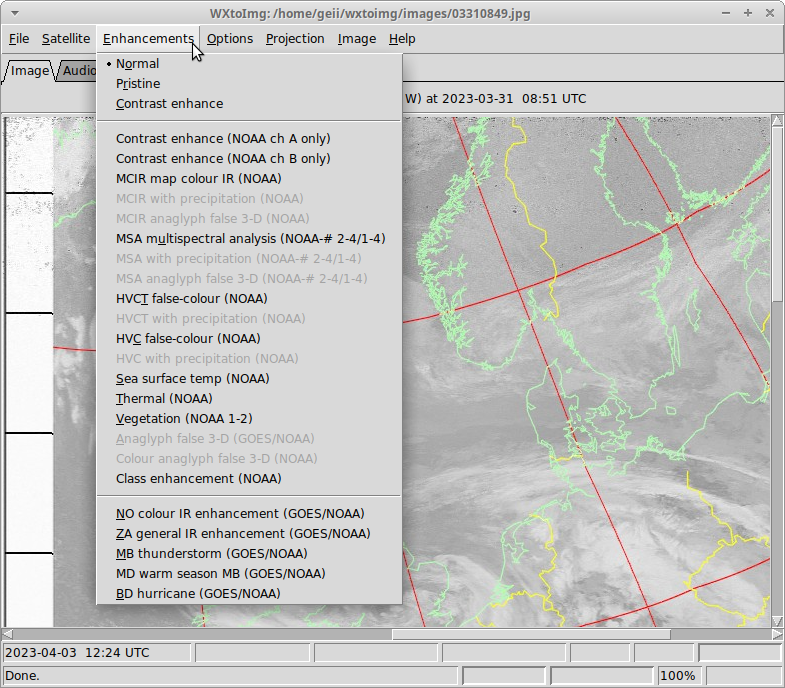 WXtoImg: /home/geii/wxtoimg/images/03310849.jpg
File Satellite Enhancements Options Projection Image Help
Image Audio
W) at 2023-03-31 08:51 UTC
Normal
Pristine
Contrast enhance
Contrast enhance (NOAA ch A only)
Contrast enhance (NOAA ch B only)
MCIR map colour IR (NOAA)
MCIR with precipitation (NOAA)
MCIR anaglyph false 3-D (NOAA)
MSA multispectral analysis (NOAA-# 2-4/1-4)
MSA with precipitation (NOAA-# 2-4/1-4)
MSA anaglyph false 3-D (NOAA-# 2-4/1-4)
HVCT false-colour (NOAA)
HVCT with precipitation (NOAA)
HVC false-colour (NOAA)
HVC with precipitation (NOAA)
Sea surface temp (NOAA)
Thermal (NOAA)
Vegetation (NOAA 1-2)
Anaglyph false 3-D (GOES/NOAA)
Colour anaglyph false 3-D (NOAA)
Class enhancement (NOAA)
NO colour IR enhancement (GOES/NOAA)
ZA general IR enhancement (GOES/NOAA)
MB thunderstorm (GOES/NOAA)
MD warm season MB (GOES/NOAA)
BD hurricane (GOES/NOAA)
2023-04-03 12:24 UTC
Done.
100%